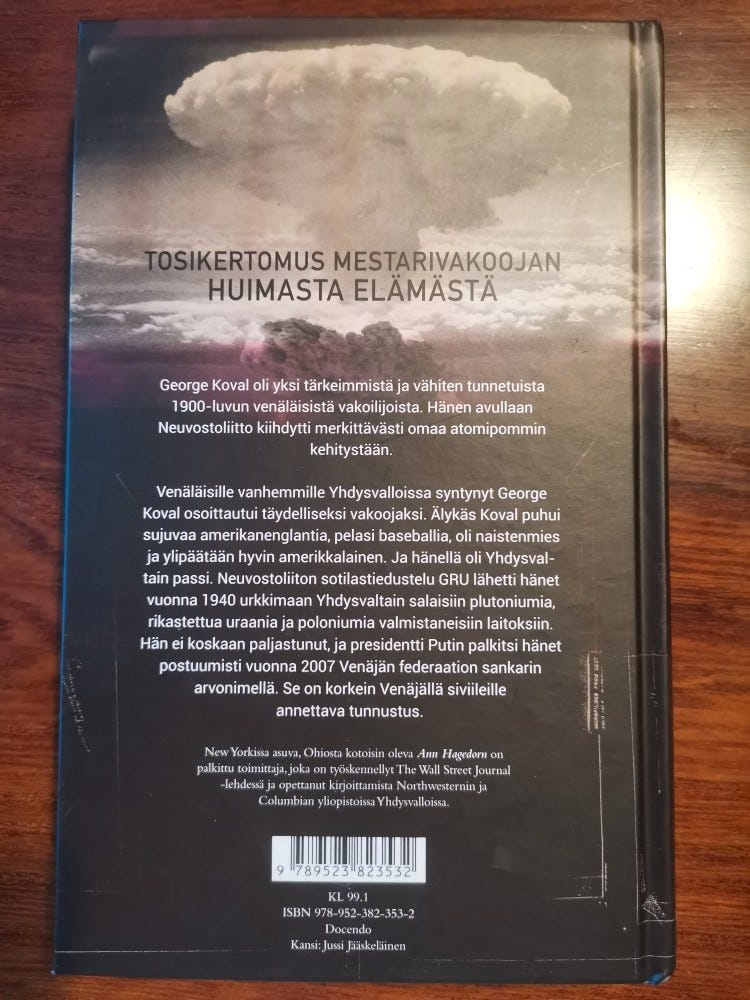 TOSIKERTOMUS MESTARIVAKOOJAN
HUIMASTA ELÄMÄSTÄ
George Koval oli yksi tärkeimmistä ja vähiten tunnetuista
1900-luvun venäläisistä vakoilijoista. Hänen avullaan
Neuvostoliitto kiihdytti merkittävästi omaa atomipommin
kehitystään.
Venäläisille vanhemmille Yhdysvalloissa syntynyt George
Koval osoittautui täydelliseksi vakoojaksi. Älykäs Koval puhui
sujuvaa amerikanenglantia, pelasi baseballia, oli naistenmies
ja ylipäätään hyvin amerikkalainen. Ja hänellä oli Yhdysval-
tain passi. Neuvostoliiton sotilastiedustelu GRU lähetti hänet
vuonna 1940 urkkimaan Yhdysvaltain salaisiin plutoniumia,
rikastettua uraania ja poloniumia valmistaneisiin laitoksiin.
Hän ei koskaan paljastunut, ja presidentti Putin palkitsi hänet
postuumisti vuonna 2007 Venäjän federaation sankarin
arvonimellä. Se on korkein Venäjällä siviileille
annettava tunnustus.
New Yorkissa asuva, Ohiosta kotoisin oleva Ann Hagedorn on
palkittu toimittaja, joka on työskennellyt The Wall Street Journal
-lehdessä ja opettanut kirjoittamista Northwesternin ja
Columbian yliopistoissa Yhdysvalloissa.
9 789523 823532
KL 99.1
ISBN 978-952-382-353-2
Docendo
Kansi: Jussi Jääskeläinen